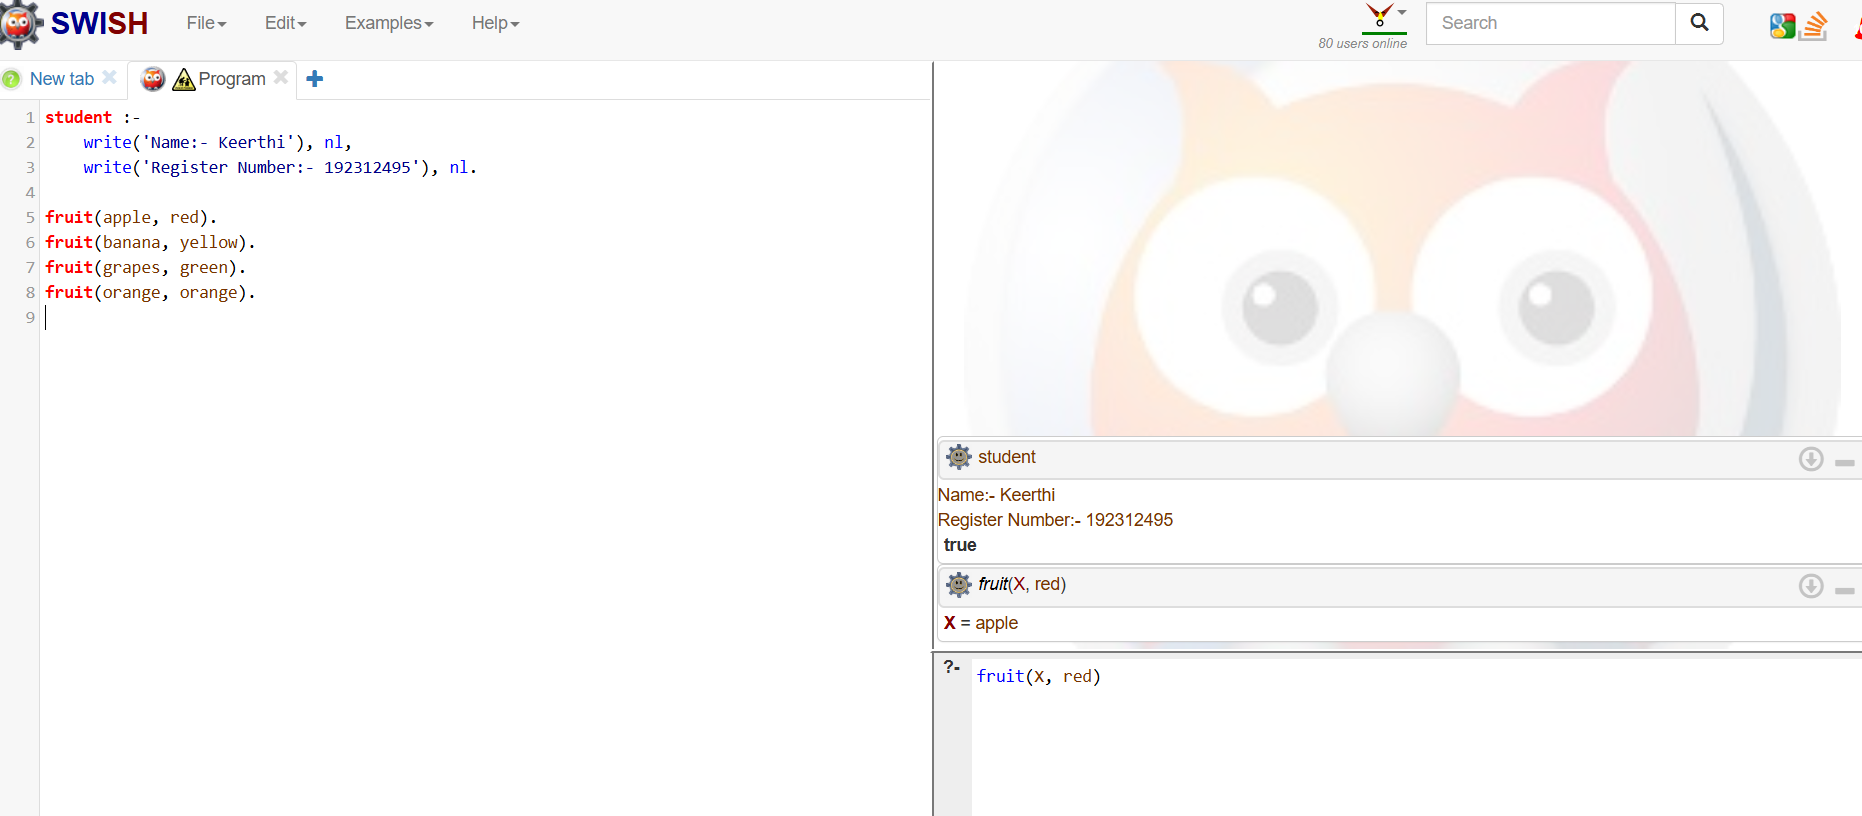 SWISH File Edit Examples Help 80 users online Search
New tab Program
1 student :-
2 write('Name:- Keerthi'), nl,
3 write('Register Number:- 192312495'), nl.
4
5 fruit(apple, red).
6 fruit(banana, yellow).
7 fruit(grapes, green).
8 fruit(orange, orange).
9
student
Name:- Keerthi
Register Number:- 192312495
true
fruit(X, red)
X = apple
?- fruit(X, red)